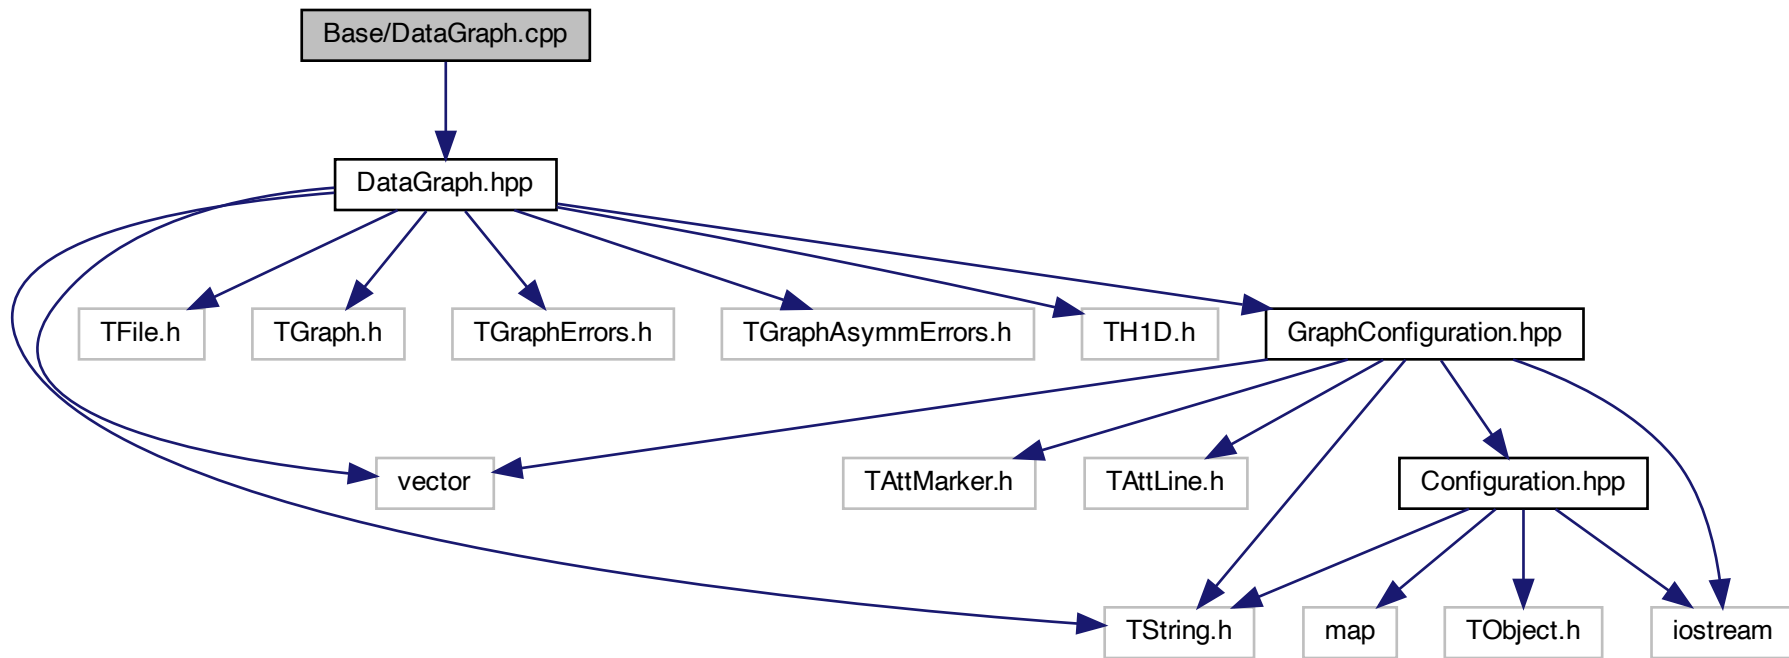 Base/DataGraph.cpp
DataGraph.hpp
TFile.h
TGraph.h
TGraphErrors.h
TGraphAsymmErrors.h
TH1D.h
GraphConfiguration.hpp
vector
TAttMarker.h
TAttLine.h
Configuration.hpp
TString.h
map
TObject.h
iostream